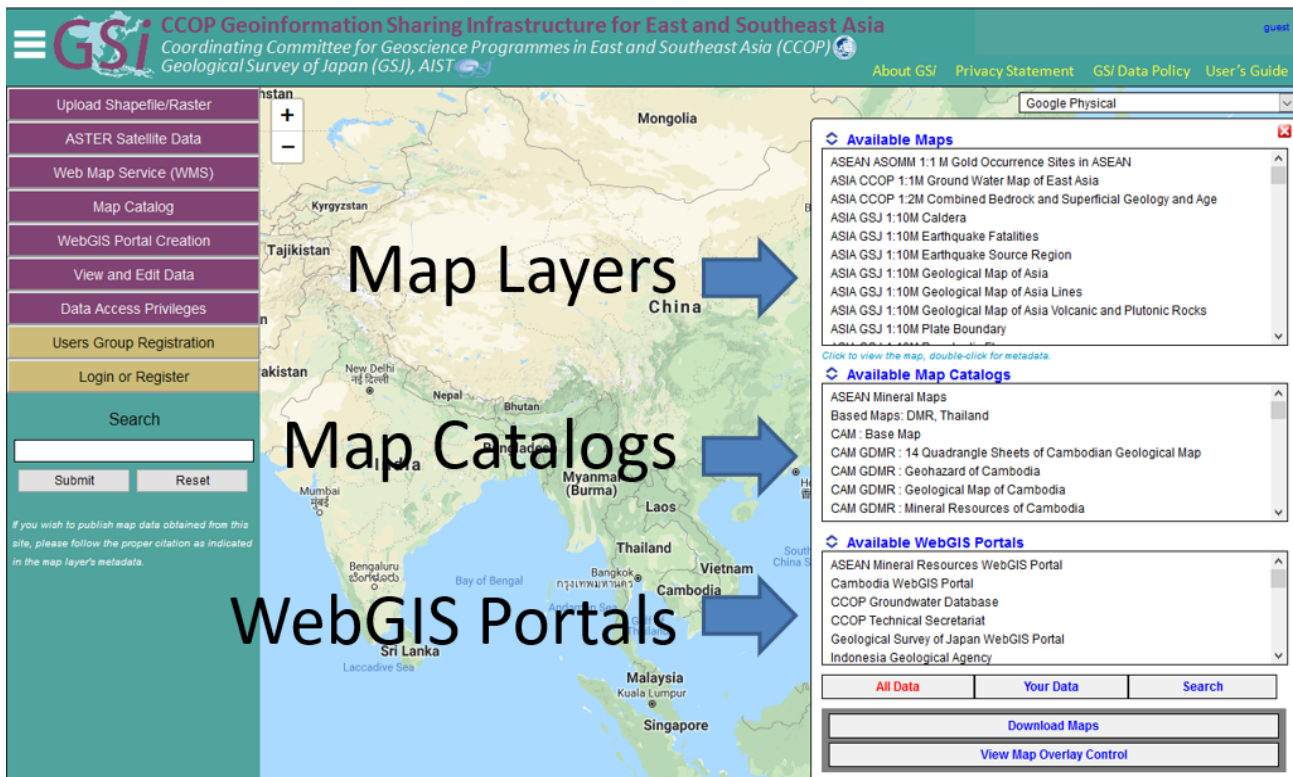 GSi
CCOP Geoinformation Sharing Infrastructure for East and Southeast Asia
Coordinating Committee for Geoscience Programmes in East and Southeast Asia (CCOP)
Geological Survey of Japan (GSJ), AIST
guest
About GSi Privacy Statement GSi Data Policy User's Guide
Upload Shapefile/Raster
ASTER Satellite Data
Web Map Service (WMS)
Map Catalog
WebGIS Portal Creation
View and Edit Data
Data Access Privileges
Users Group Registration
Login or Register
Search
Submit Reset
If you wish to publish map data obtained from this
site, please follow the proper citation as indicated
in the map layer's metadata.
+
−
Mongolia
Kyrgyzstan
Tajikistan
China
New Delhi
नई दिल्ली
Nepal
Bhutan
Bangladesh
India
Mumbai
मुंबई
Myanmar
(Burma)
Laos
Thailand
Bengaluru
ಬೆಂಗಳೂರು
Bay of Bengal
Bangkok
กรุงเทพมหานคร
Vietnam
Cambodia
Andaman Sea
Gulf of
Thailand
Sri Lanka
Laccadive Sea
Malaysia
Kuala Lumpur
Singapore
Map Layers
Map Catalogs
WebGIS Portals
Google Physical
Available Maps
ASEAN ASOMM 1:1 M Gold Occurrence Sites in ASEAN
ASIA CCOP 1:1M Ground Water Map of East Asia
ASIA CCOP 1:2M Combined Bedrock and Superficial Geology and Age
ASIA GSJ 1:10M Caldera
ASIA GSJ 1:10M Earthquake Fatalities
ASIA GSJ 1:10M Earthquake Source Region
ASIA GSJ 1:10M Geological Map of Asia
ASIA GSJ 1:10M Geological Map of Asia Lines
ASIA GSJ 1:10M Geological Map of Asia Volcanic and Plutonic Rocks
ASIA GSJ 1:10M Plate Boundary
Click to view the map, double-click for metadata.
Available Map Catalogs
ASEAN Mineral Maps
Based Maps: DMR, Thailand
CAM : Base Map
CAM GDMR : 14 Quadrangle Sheets of Cambodian Geological Map
CAM GDMR : Geohazard of Cambodia
CAM GDMR : Geological Map of Cambodia
CAM GDMR : Mineral Resources of Cambodia
Available WebGIS Portals
ASEAN Mineral Resources WebGIS Portal
Cambodia WebGIS Portal
CCOP Groundwater Database
CCOP Technical Secretariat
Geological Survey of Japan WebGIS Portal
Indonesia Geological Agency
All Data Your Data Search
Download Maps
View Map Overlay Control